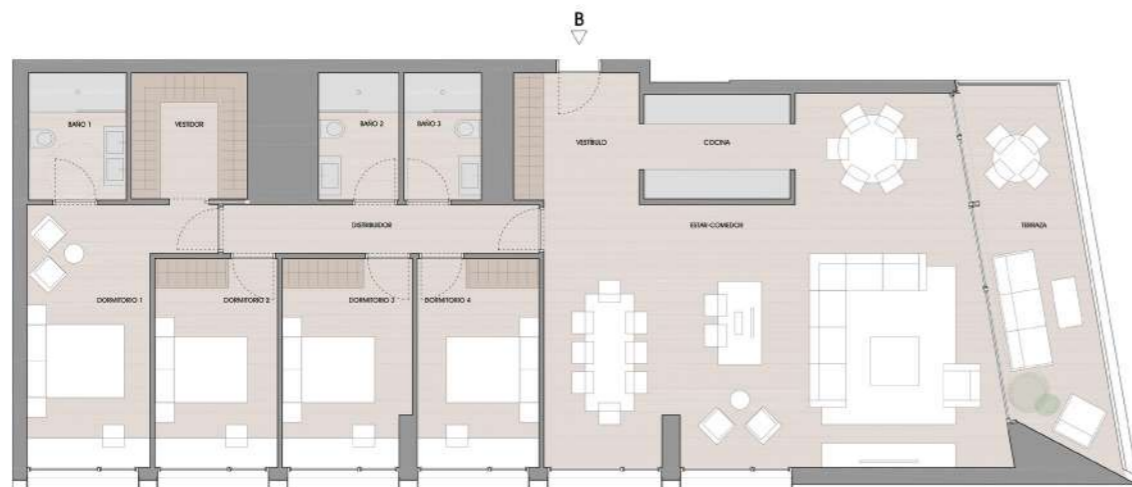 B
BAÑO 1
VESTIDOR
BAÑO 2
BAÑO 3
VESTÍBULO
COCINA
DISTRIBUIDOR
ESTAR-COMEDOR
TERRAZA
DORMITORIO 1
DORMITORIO 2
DORMITORIO 3
DORMITORIO 4